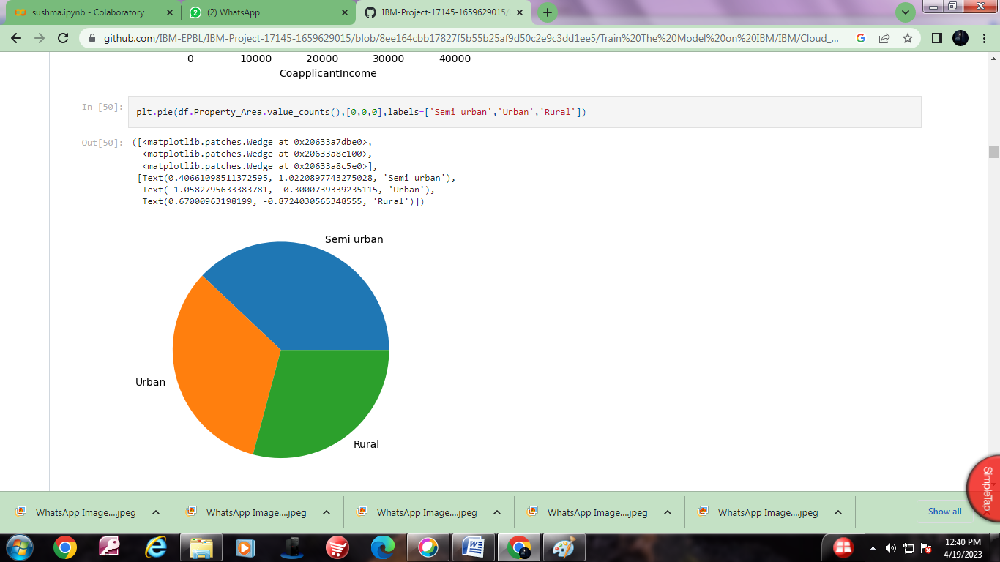 sushma.ipynb - Colaboratory
(2) WhatsApp
IBM-Project-17145-1659629015/
github.com/IBM-EPBL/IBM-Project-17145-1659629015/blob/8ee164cbb17827f5b55b25af9d50c2e9c3dd1ee5/Train%20The%20Model%20on%20IBM/IBM/Cloud_...
0 10000 20000 30000 40000
CoapplicantIncome
In [50]: plt.pie(df.Property_Area.value_counts(),[0,0,0],labels=['Semi urban','Urban','Rural'])
Out[50]: ([<matplotlib.patches.Wedge at 0x20633a7dbe0>,
<matplotlib.patches.Wedge at 0x20633a8c100>,
<matplotlib.patches.Wedge at 0x20633a8c5e0>],
[Text(0.40661098511372595, 1.0220897743275028, 'Semi urban'),
Text(-1.0582795633383781, -0.3000739339235115, 'Urban'),
Text(0.67000963198199, -0.8724030565348555, 'Rural')])
Semi urban
Urban
Rural
SimpleTap
WhatsApp Image....jpeg
WhatsApp Image....jpeg
WhatsApp Image....jpeg
WhatsApp Image....jpeg
WhatsApp Image....jpeg
Show all
12:40 PM
4/19/2023